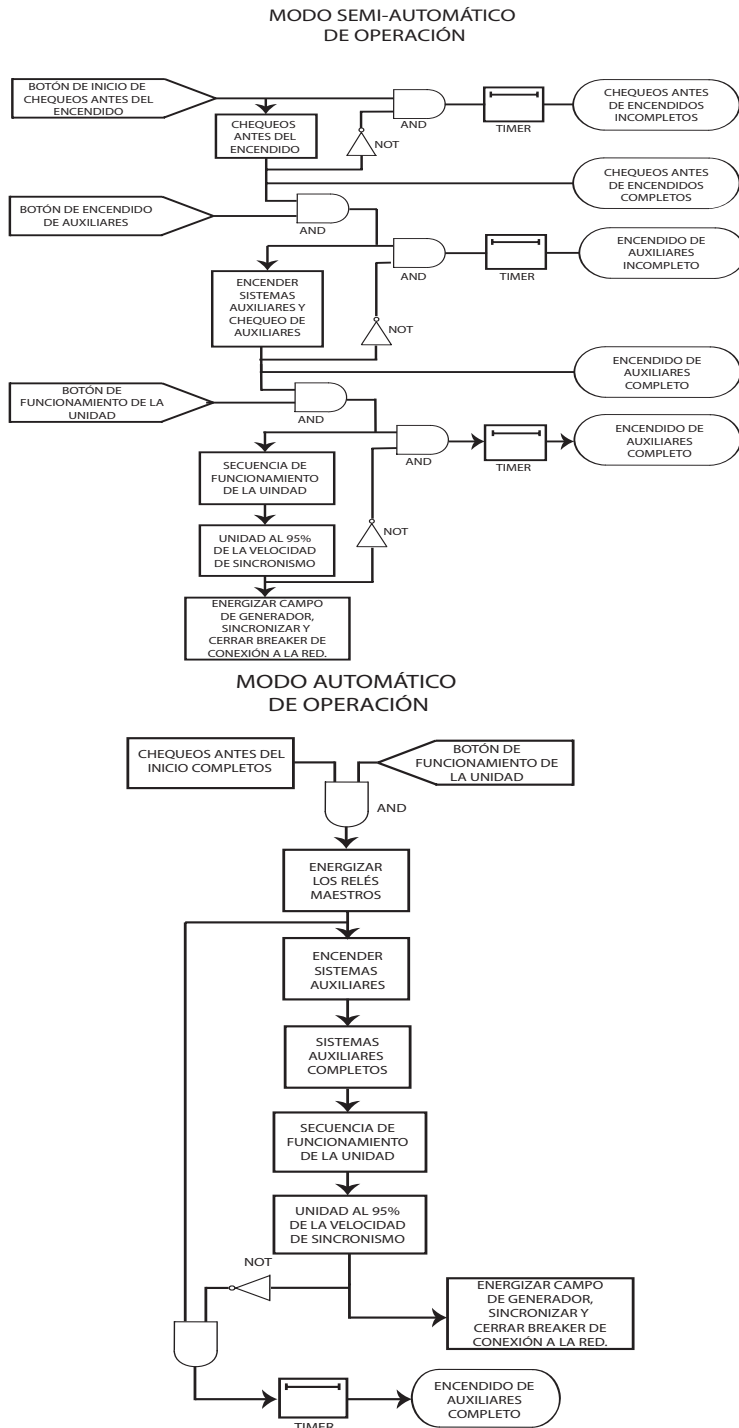 MODO SEMI-AUTOMÁTICO
DE OPERACIÓN
BOTÓN DE INICIO DE
CHEQUEOS ANTES DEL
ENCENDIDO
CHEQUEOS
ANTES DEL
ENCENDIDO
NOT
AND
TIMER
CHEQUEOS ANTES
DE ENCENDIDOS
INCOMPLETOS
CHEQUEOS ANTES
DE ENCENDIDOS
COMPLETOS
BOTÓN DE ENCENDIDO
DE AUXILIARES
AND
AND
TIMER
ENCENDIDO DE
AUXILIARES
INCOMPLETO
ENCENDER
SISTEMAS
AUXILIARES Y
CHEQUEO DE
AUXILIARES
NOT
ENCENDIDO DE
AUXILIARES
COMPLETO
BOTÓN DE
FUNCIONAMIENTO DE LA
UNIDAD
AND
AND
TIMER
ENCENDIDO DE
AUXILIARES
COMPLETO
SECUENCIA DE
FUNCIONAMIENTO
DE LA UINDAD
NOT
UNIDAD AL 95%
DE LA VELOCIDAD
DE SINCRONISMO
ENERGIZAR CAMPO
DE GENERADOR,
SINCRONIZAR Y
CERRAR BREAKER DE
CONEXIÓN A LA RED.
MODO AUTOMÁTICO
DE OPERACIÓN
CHEQUEOS ANTES DEL
INICIO COMPLETOS
BOTÓN DE
FUNCIONAMIENTO DE
LA UNIDAD
AND
ENERGIZAR
LOS RELÉS
MAESTROS
ENCENDER
SISTEMAS
AUXILIARES
SISTEMAS
AUXILIARES
COMPLETOS
SECUENCIA DE
FUNCIONAMIENTO
DE LA UNIDAD
UNIDAD AL 95%
DE LA VELOCIDAD
DE SINCRONISMO
NOT
ENERGIZAR CAMPO
DE GENERADOR,
SINCRONIZAR Y
CERRAR BREAKER DE
CONEXIÓN A LA RED.
TIMER
ENCENDIDO DE
AUXILIARES
COMPLETO